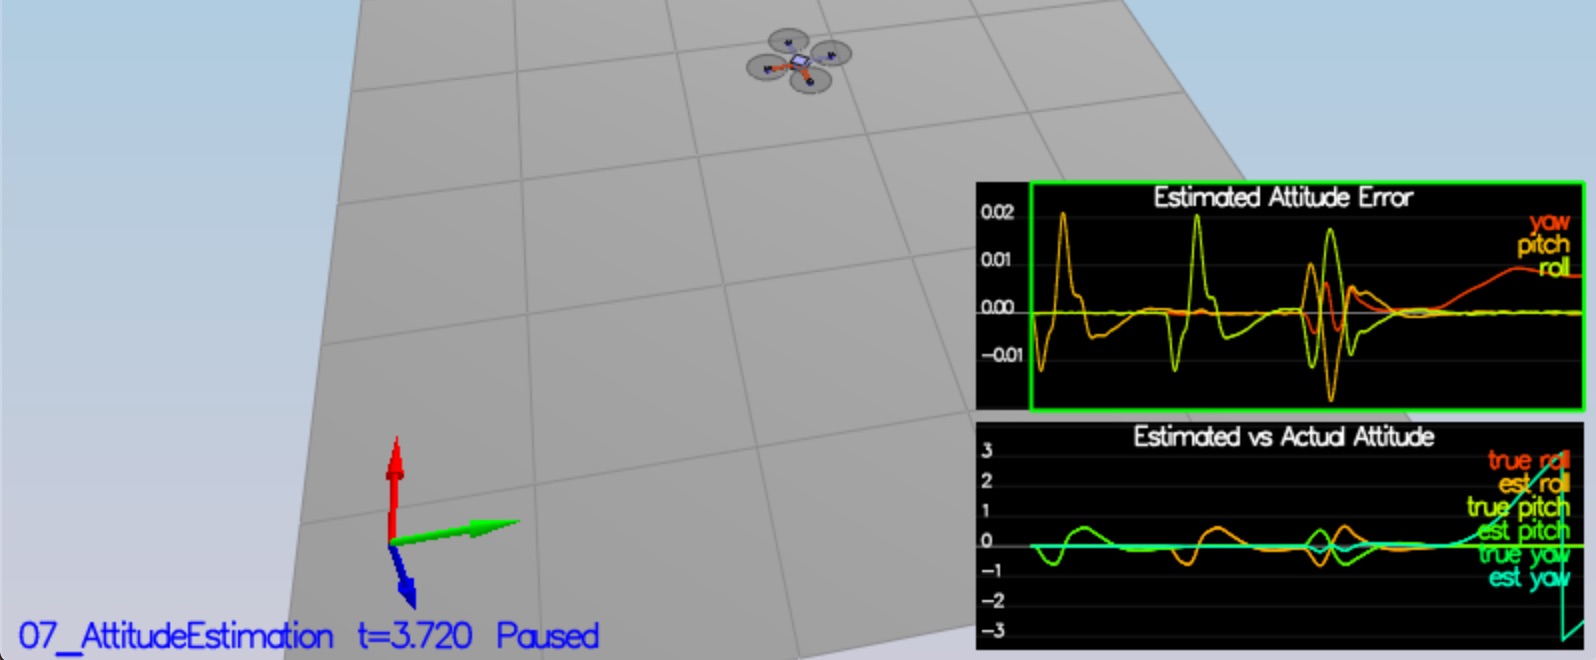 Estimated Attitude Error
0.02
yaw
pitch
0.01
roll
0.00
-0.01
Estimated vs Actual Attitude
3
true roll
2
est roll
true pitch
1
est pitch
0
true yaw
-1
est yaw
-2
-3
07_AttitudeEstimation t=3.720 Paused